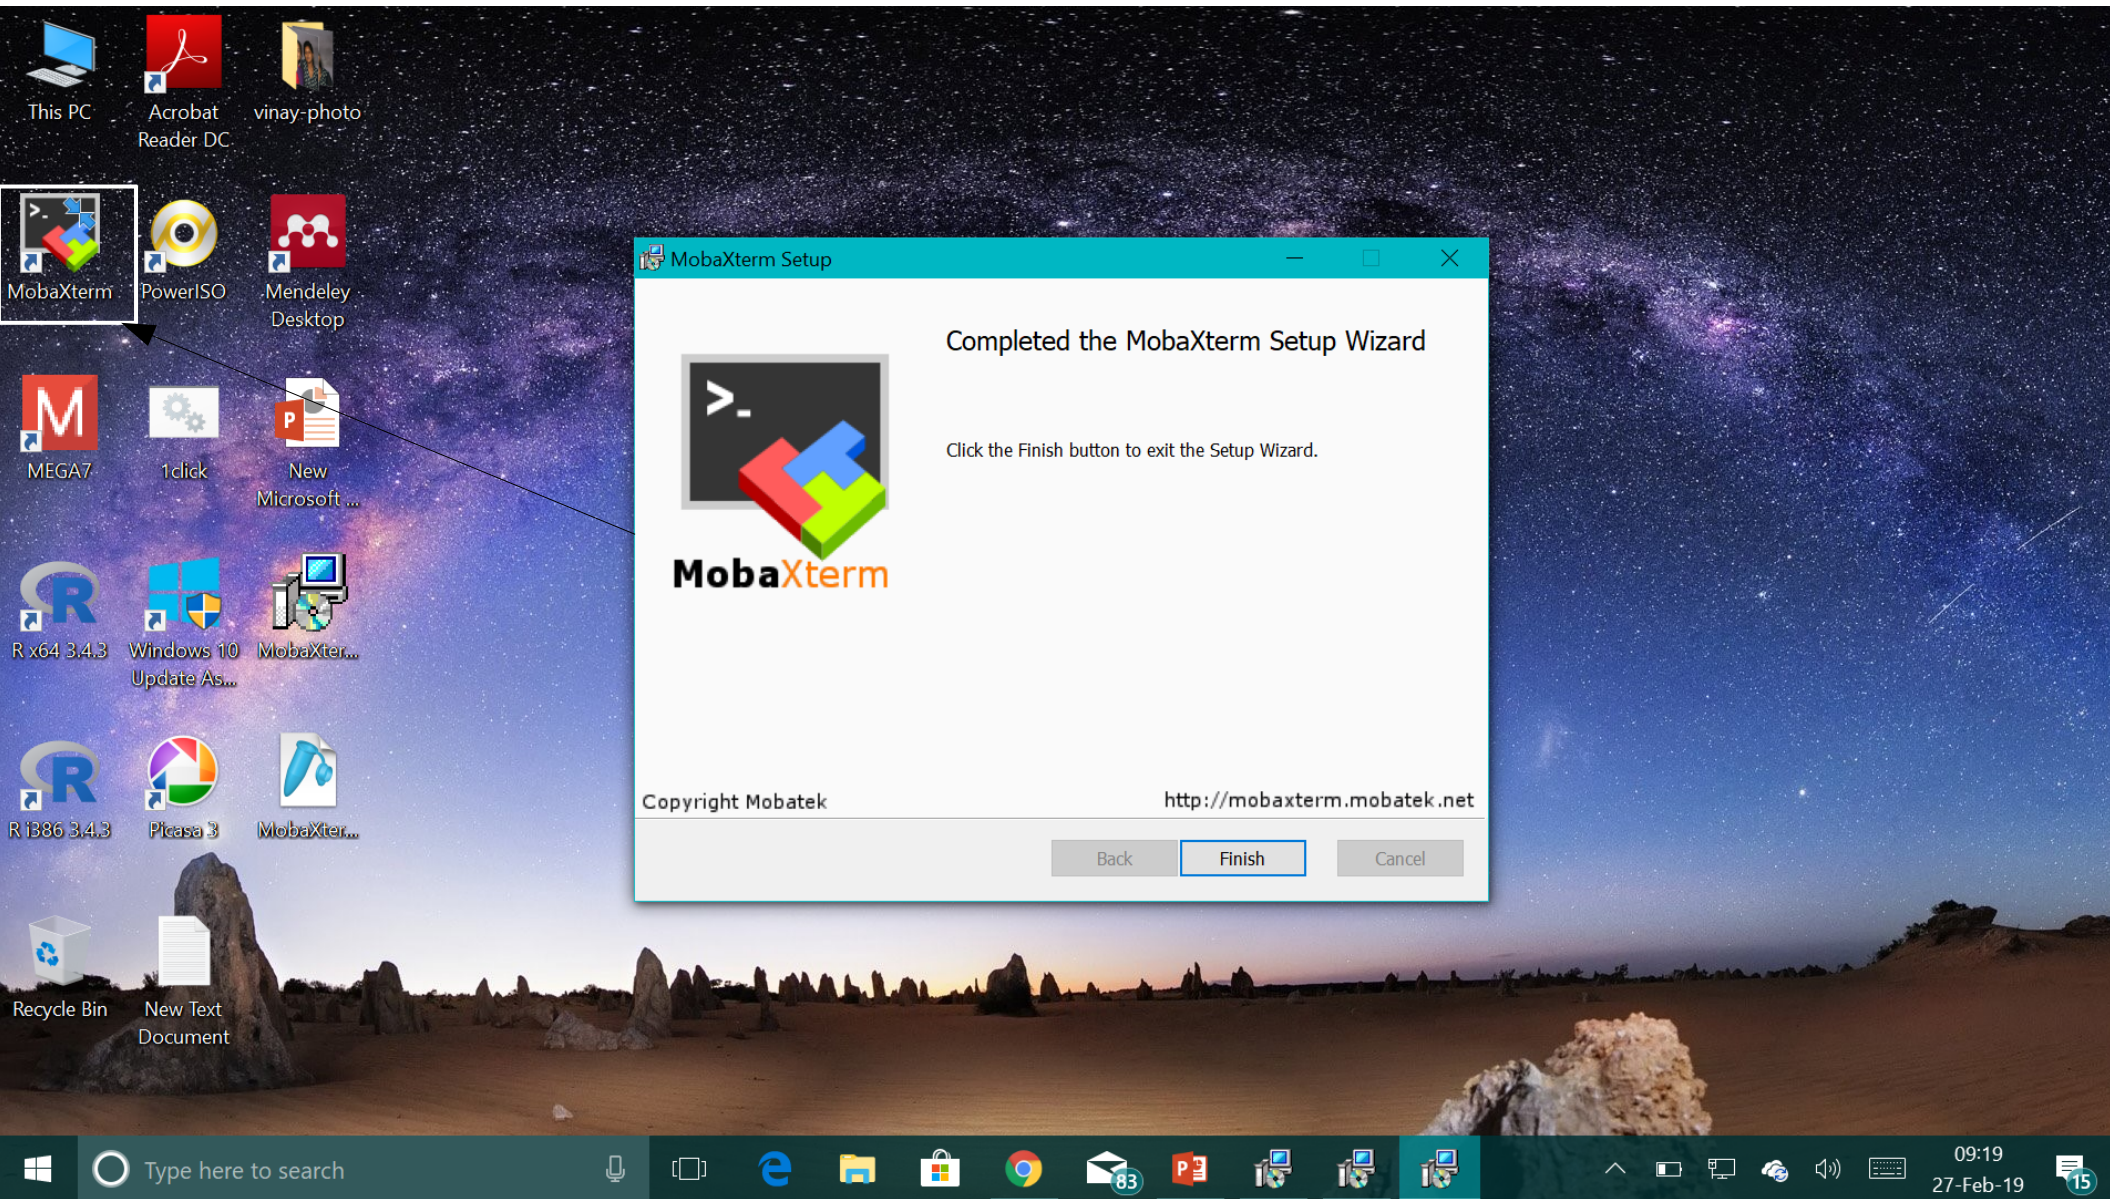 This PC
Acrobat
Reader DC
vinay-photo
MobaXterm
PowerISO
Mendeley
Desktop
MEGA7
1click
New
Microsoft ...
R x64 3.4.3
Windows 10
Update As...
MobaXter...
R i386 3.4.3
Picasa 3
MobaXter...
Recycle Bin
New Text
Document
MobaXterm Setup
Completed the MobaXterm Setup Wizard
Click the Finish button to exit the Setup Wizard.
>_
MobaXterm
Copyright Mobatek
http://mobaxterm.mobatek.net
Back
Finish
Cancel
Type here to search
83
09:19
27-Feb-19
15